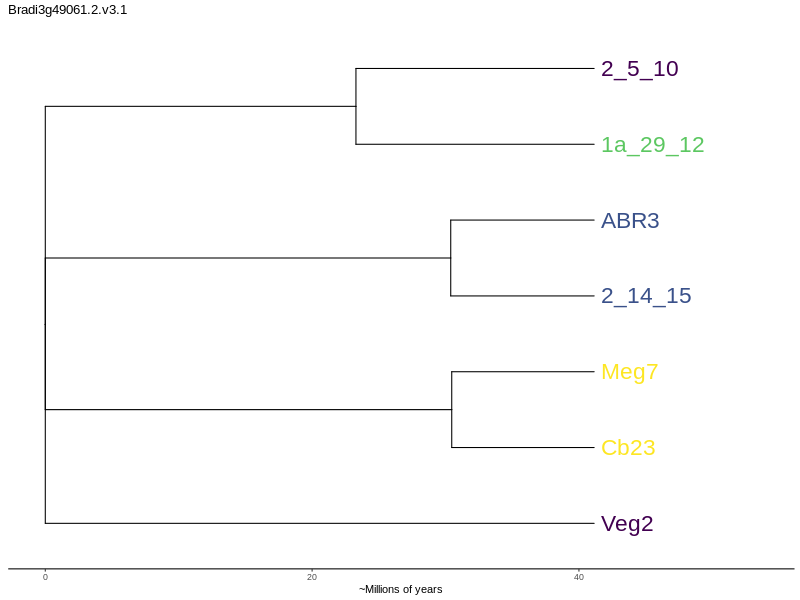 Bradi3g49061.2.v3.1
2_5_10
1a_29_12
ABR3
2_14_15
Meg7
Cb23
Veg2
0 20 40
~Millions of years